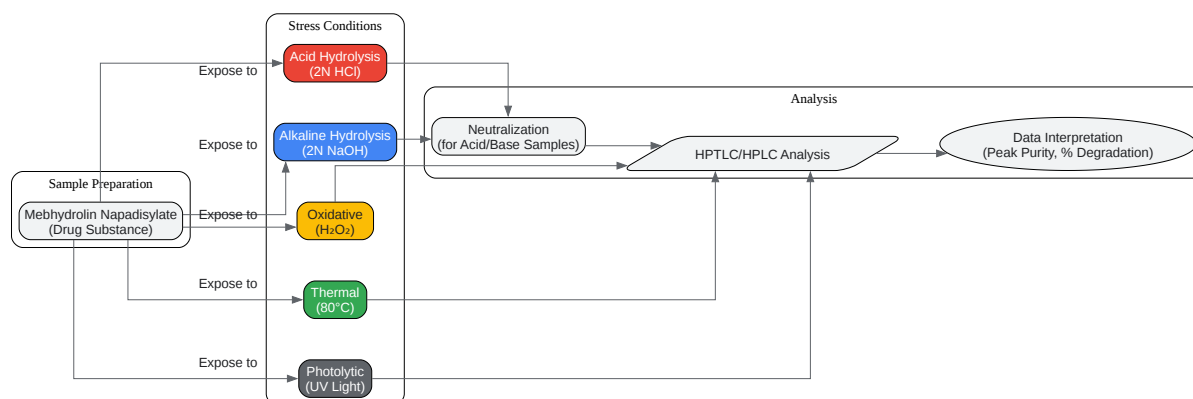 Stress Conditions
Acid Hydrolysis
(2N HCl)
Expose to
Analysis
Neutralization
(for Acid/Base Samples)
Alkaline Hydrolysis
(2N NaOH)
Expose to
HPTLC/HPLC Analysis
Data Interpretation
(Peak Purity, % Degradation)
Sample Preparation
Mebhydrolin Napadisylate
(Drug Substance)
Expose to
Oxidative
(H₂O₂)
Expose to
Thermal
(80°C)
Expose to
Photolytic
(UV Light)